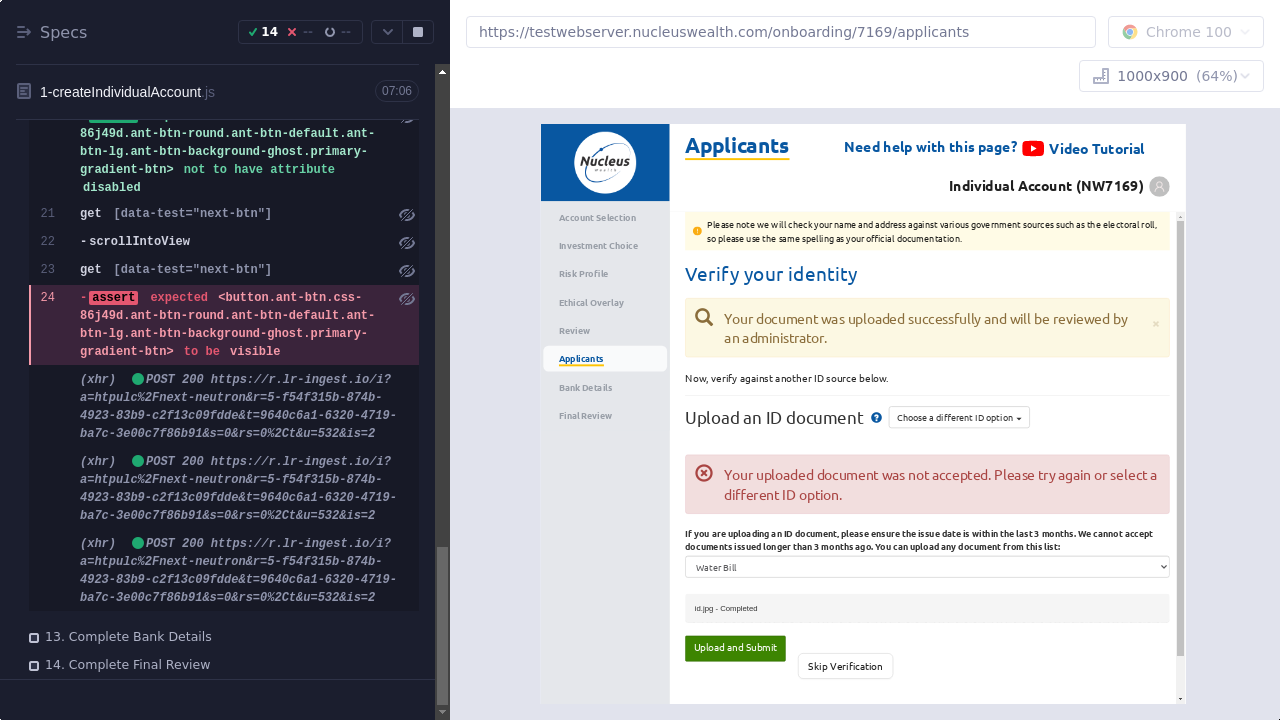 Specs
14
--
--
https://testwebserver.nucleuswealth.com/onboarding/7169/applicants
Chrome 100
1000x900 (64%)
1-createIndividualAccount.js
07:06
86j49d.ant-btn-round.ant-btn-default.ant-
btn-lg.ant-btn-background-ghost.primary-
gradient-btn> not to have attribute
disabled
21 get [data-test="next-btn"]
22 -scrollIntoView
23 get [data-test="next-btn"]
24 -assert expected <button.ant-btn.css-
86j49d.ant-btn-round.ant-btn-default.ant-
btn-lg.ant-btn-background-ghost.primary-
gradient-btn> to be visible
(xhr) POST 200 https://r.lr-ingest.io/i?
a=htpulc%2Fnext-neutron&r=5-f54f315b-874b-
4923-83b9-c2f13c09fdde&t=9640c6a1-6320-4719-
ba7c-3e00c7f86b91&s=0&rs=0%2Ct&u=532&is=2
(xhr) POST 200 https://r.lr-ingest.io/i?
a=htpulc%2Fnext-neutron&r=5-f54f315b-874b-
4923-83b9-c2f13c09fdde&t=9640c6a1-6320-4719-
ba7c-3e00c7f86b91&s=0&rs=0%2Ct&u=532&is=2
(xhr) POST 200 https://r.lr-ingest.io/i?
a=htpulc%2Fnext-neutron&r=5-f54f315b-874b-
4923-83b9-c2f13c09fdde&t=9640c6a1-6320-4719-
ba7c-3e00c7f86b91&s=0&rs=0%2Ct&u=532&is=2
13. Complete Bank Details
14. Complete Final Review
Nucleus
Wealth
Account Selection
Investment Choice
Risk Profile
Ethical Overlay
Review
Applicants
Bank Details
Final Review
Applicants
Need help with this page? Video Tutorial
Individual Account (NW7169)
Please note we will check your name and address against various government sources such as the electoral roll,
so please use the same spelling as your official documentation.
Verify your identity
Your document was uploaded successfully and will be reviewed by
an administrator.
×
Now, verify against another ID source below.
Upload an ID document
Choose a different ID option
Your uploaded document was not accepted. Please try again or select a
different ID option.
If you are uploading an ID document, please ensure the issue date is within the last 3 months. We cannot accept
documents issued longer than 3 months ago. You can upload any document from this list:
Water Bill
id.jpg - Completed
Upload and Submit
Skip Verification